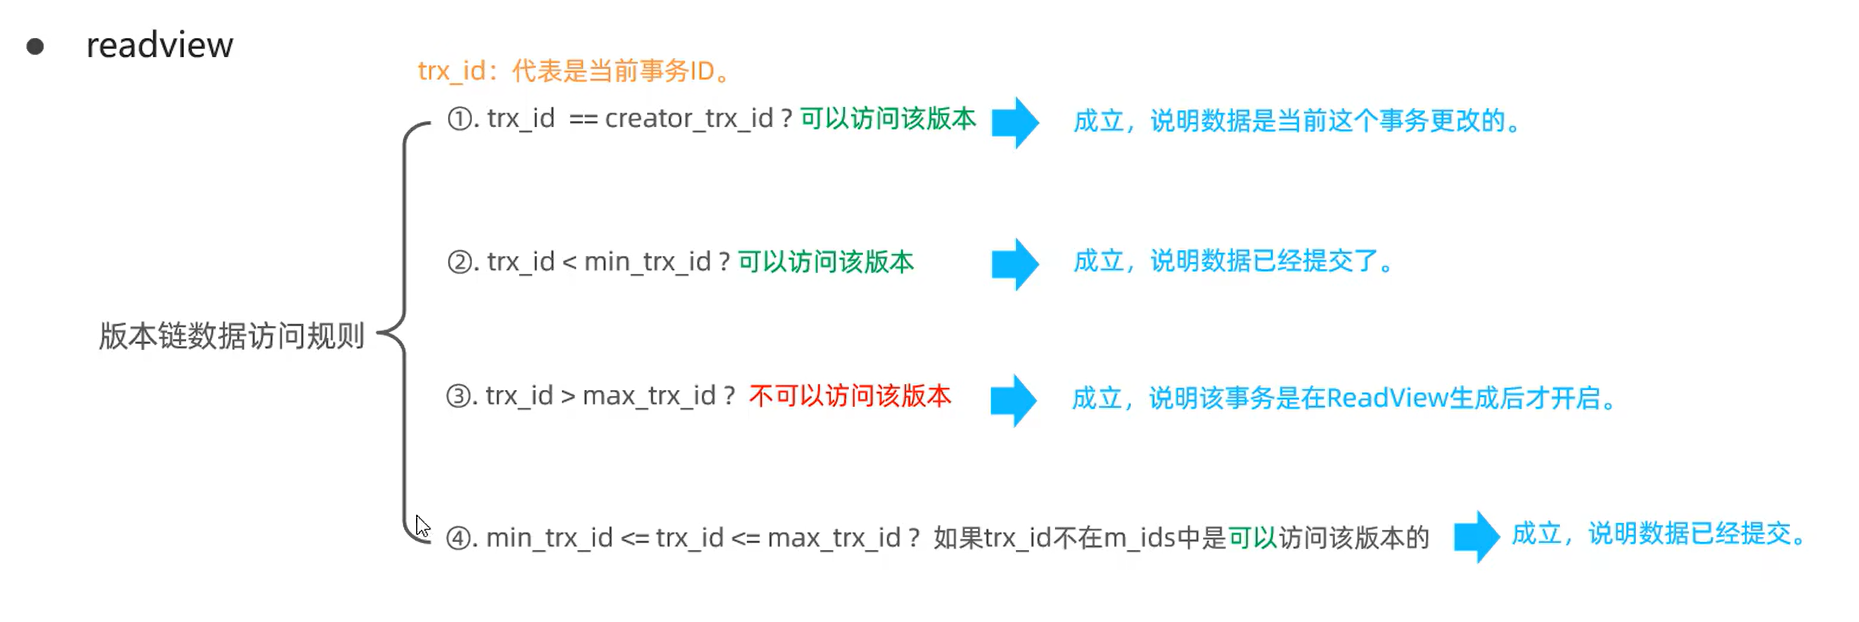 ● readview
trx_id：代表是当前事务ID。
①. trx_id == creator_trx_id ? 可以访问该版本 成立，说明数据是当前这个事务更改的。
②. trx_id < min_trx_id ? 可以访问该版本 成立，说明数据已经提交了。
版本链数据访问规则
③. trx_id > max_trx_id ? 不可以访问该版本 成立，说明该事务是在ReadView生成后才开启。
④. min_trx_id <= trx_id <= max_trx_id ? 如果trx_id不在m_ids中是可以访问该版本的 成立，说明数据已经提交。